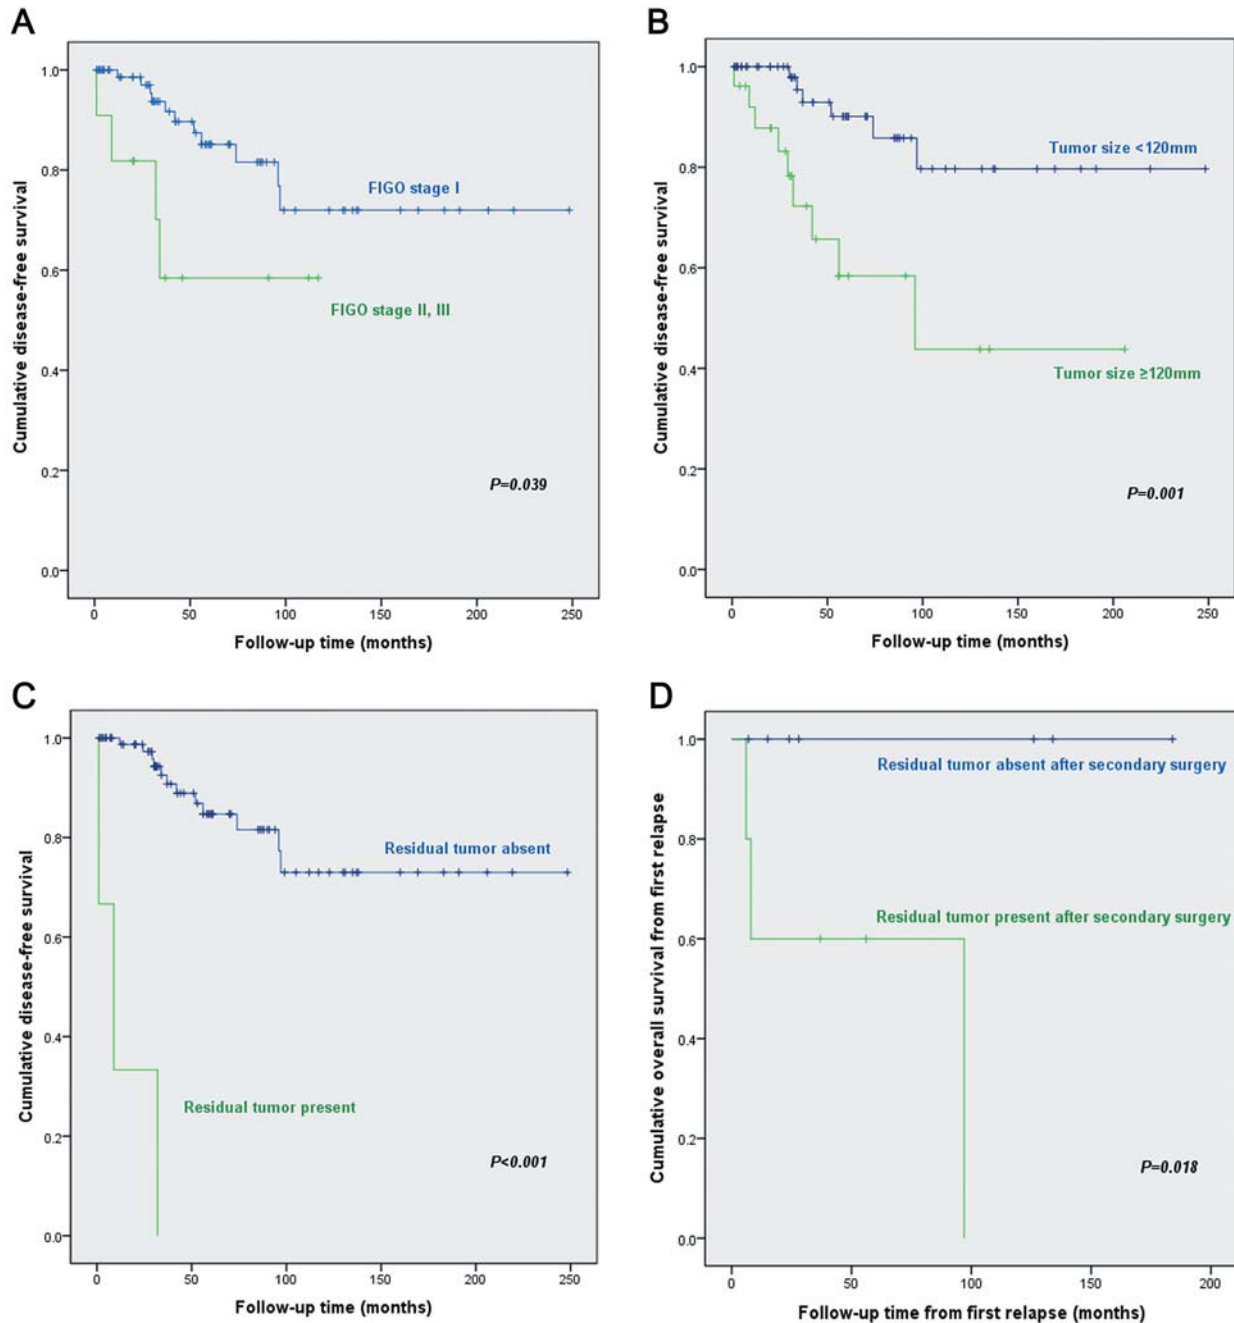 A
Cumulative disease-free survival
1.0
0.8
0.6
0.4
0.2
0.0
FIGO stage I
FIGO stage II, III
P=0.039
0 50 100 150 200 250
Follow-up time (months)
B
Cumulative disease-free survival
1.0
0.8
0.6
0.4
0.2
0.0
Tumor size <120mm
Tumor size ≥120mm
P=0.001
0 50 100 150 200 250
Follow-up time (months)
C
Cumulative disease-free survival
1.0
0.8
0.6
0.4
0.2
0.0
Residual tumor absent
Residual tumor present
P<0.001
0 50 100 150 200 250
Follow-up time (months)
D
Cumulative overall survival from first relapse
1.0
0.8
0.6
0.4
0.2
0.0
Residual tumor absent after secondary surgery
Residual tumor present after secondary surgery
P=0.018
0 50 100 150 200
Follow-up time from first relapse (months)